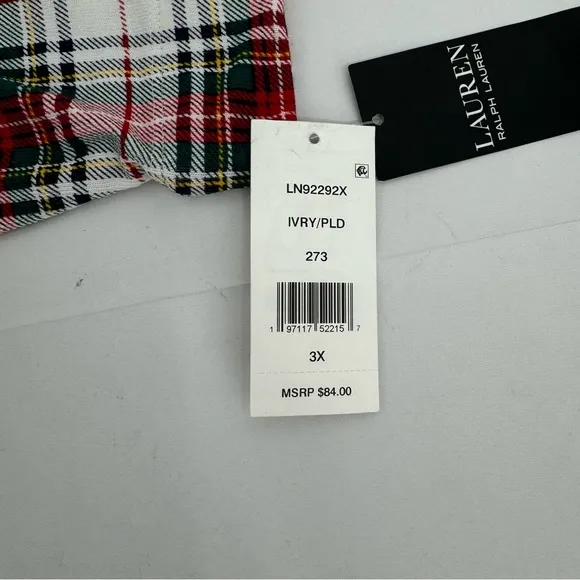 LAUREN
RALPH LAUREN
LN92292X
IVRY/PLD
273
1 97117 52215 7
3X
MSRP $84.00